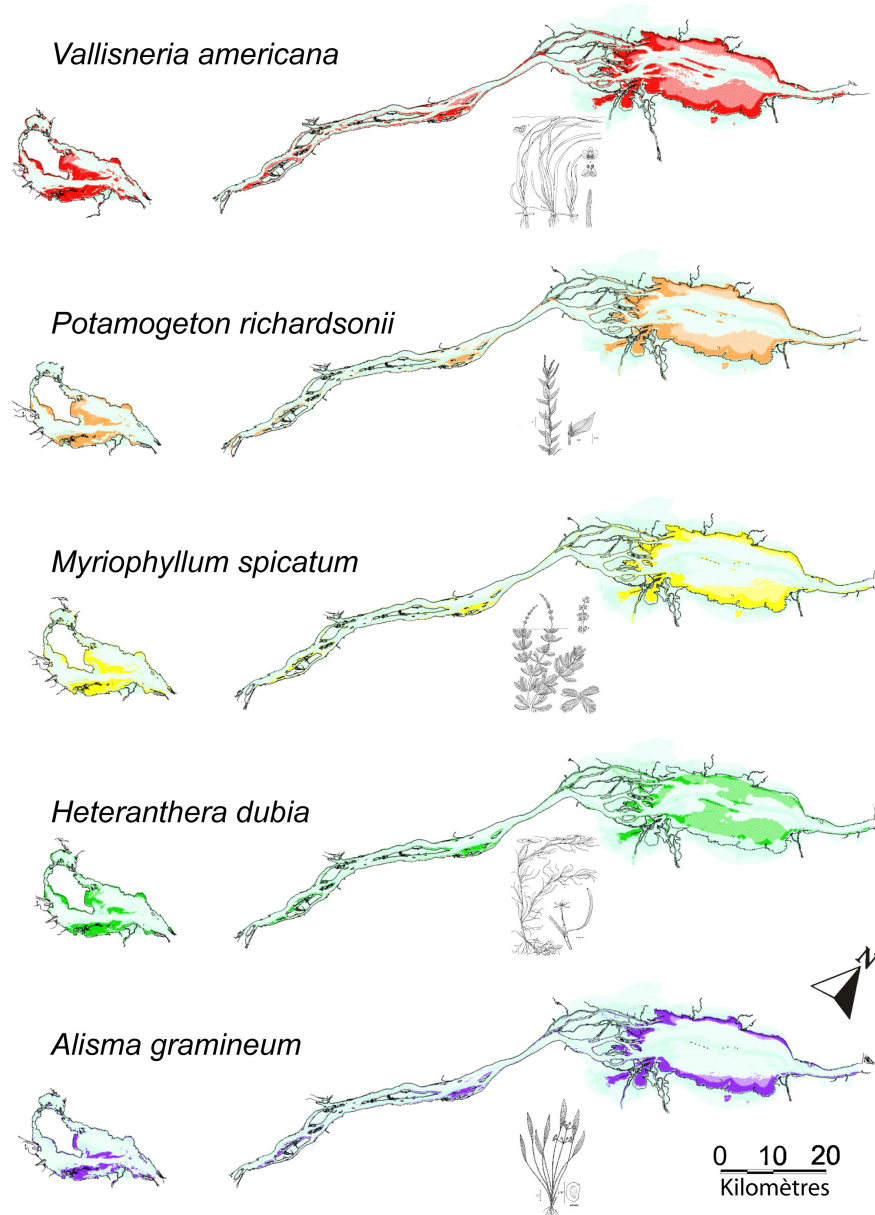 Vallisneria americana
Potamogeton richardsonii
Myriophyllum spicatum
Heteranthera dubia
N
Alisma gramineum
0 10 20
Kilomètres